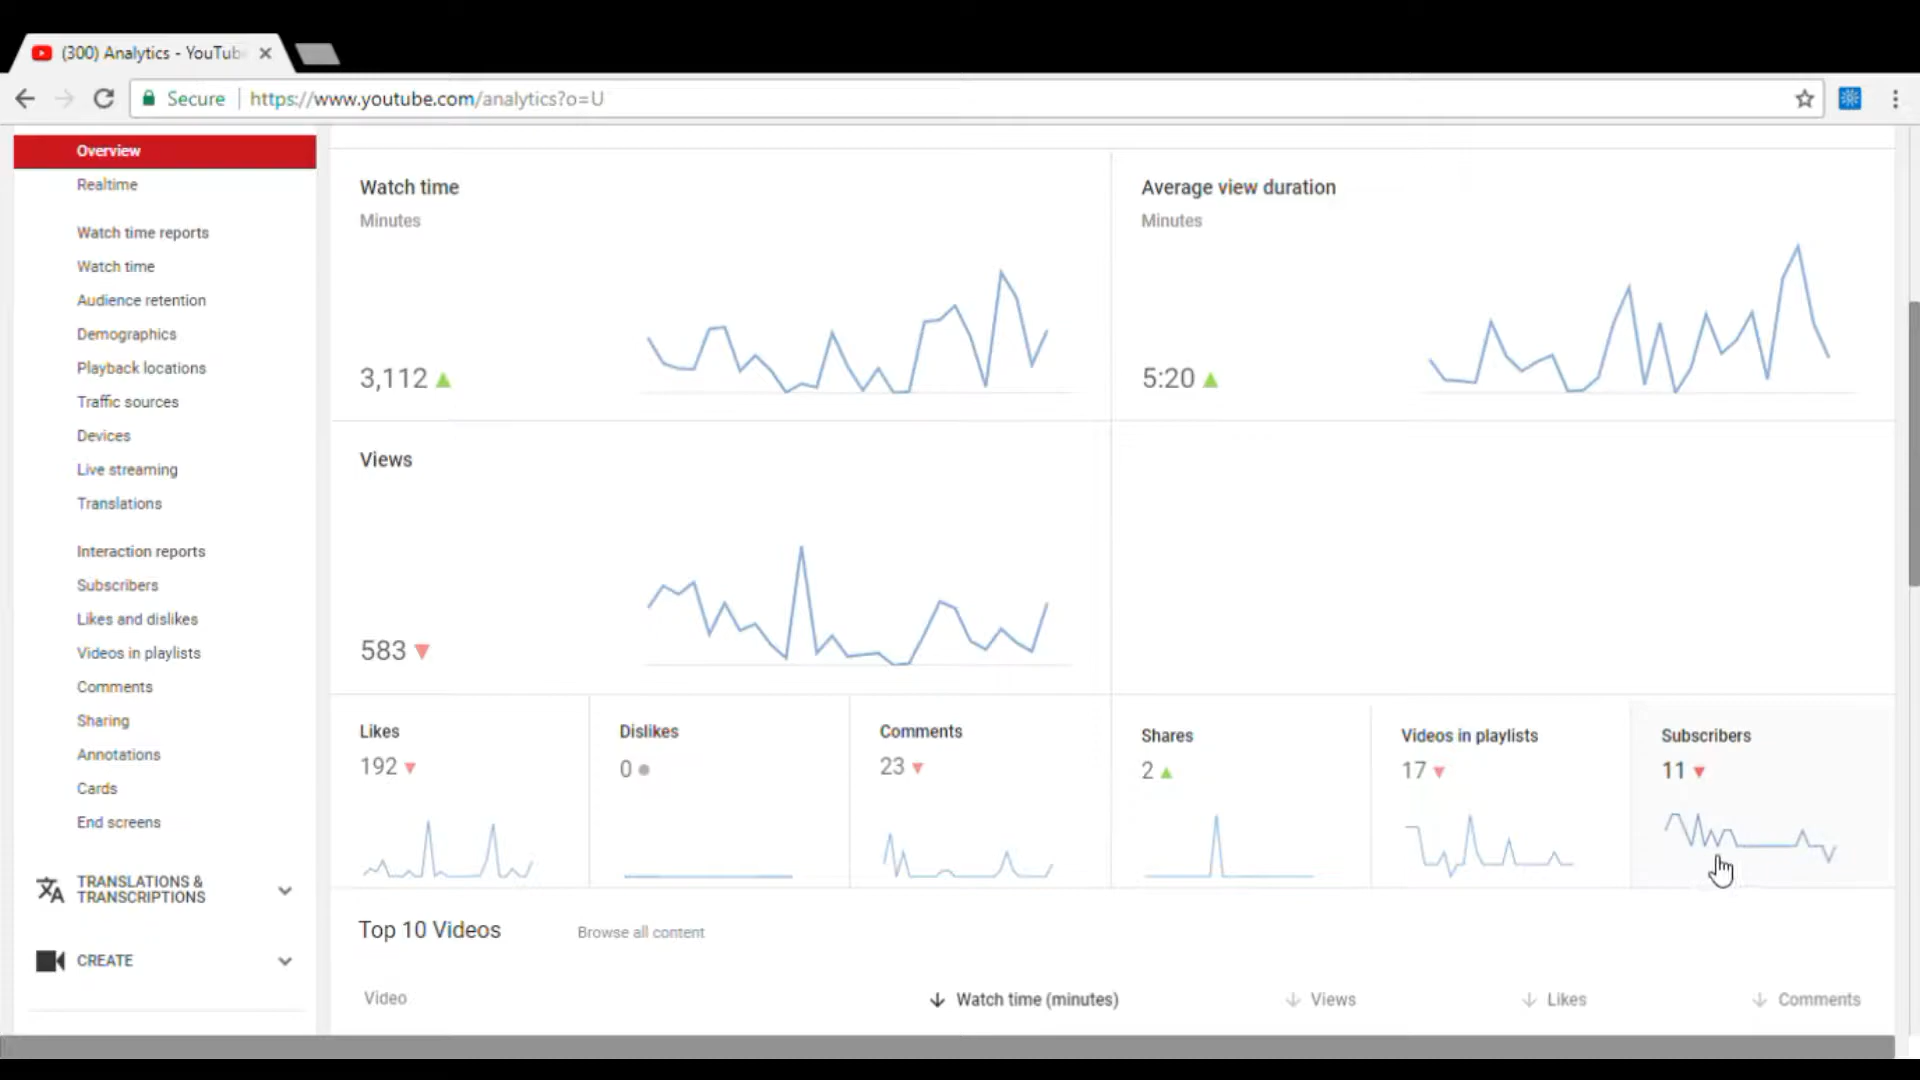 (300) Analytics - YouTub
Secure
https://www.youtube.com/analytics?o=U
Overview
Realtime
Watch time reports
Watch time
Audience retention
Demographics
Playback locations
Traffic sources
Devices
Live streaming
Translations
Interaction reports
Subscribers
Likes and dislikes
Videos in playlists
Comments
Sharing
Annotations
Cards
End screens
TRANSLATIONS &
TRANSCRIPTIONS
CREATE
Watch time
Minutes
3,112
Average view duration
Minutes
5:20
Views
583
Likes
192
Dislikes
0
Comments
23
Shares
2
Videos in playlists
17
Subscribers
11
Top 10 Videos
Browse all content
Video
Watch time (minutes)
Views
Likes
Comments